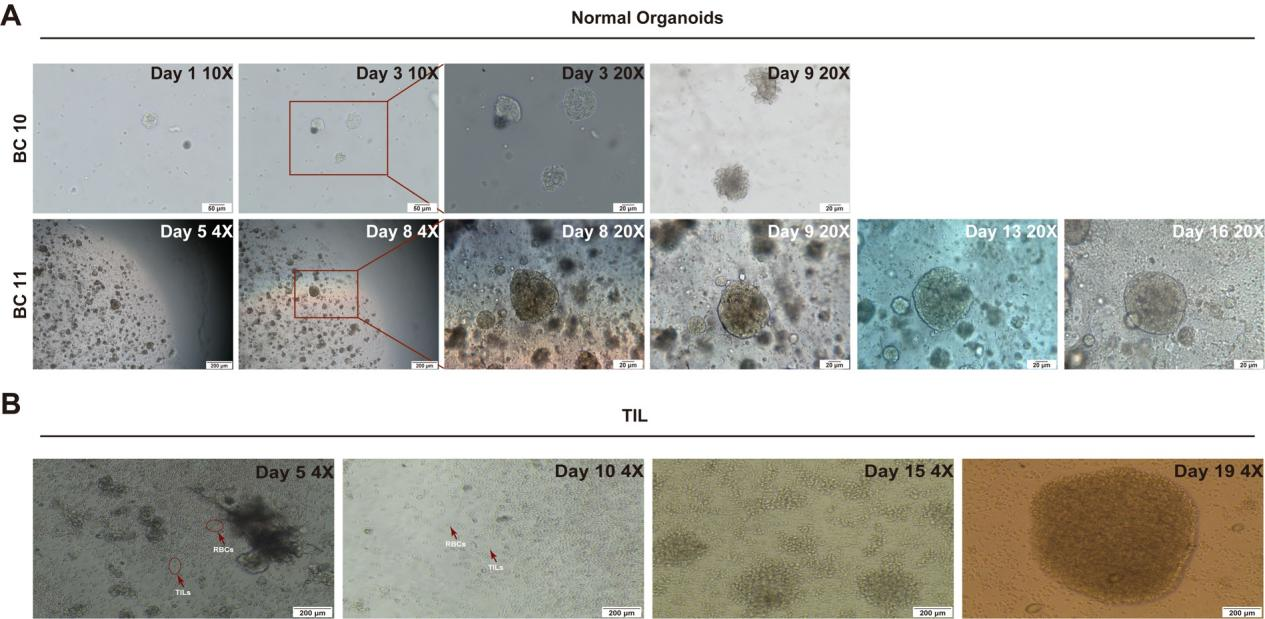 A
Normal Organoids
BC 10
Day 1 10X
50 μm
Day 3 10X
50 μm
Day 3 20X
20 μm
Day 9 20X
20 μm
BC 11
Day 5 4X
200 μm
Day 8 4X
200 μm
Day 8 20X
20 μm
Day 9 20X
20 μm
Day 13 20X
20 μm
Day 16 20X
20 μm
B
TIL
Day 5 4X
RBCs
TILs
200 μm
Day 10 4X
RBCs
TILs
200 μm
Day 15 4X
200 μm
Day 19 4X
200 μm